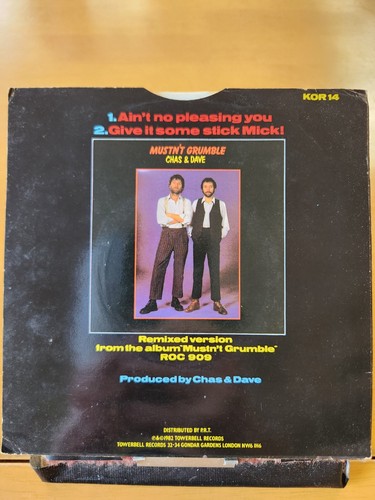 KOR 14
1. Ain't no pleasing you
2. Give it some stick Mick!
MUSTN'T GRUMBLE
CHAS & DAVE
Remixed version
from the album "Mustn't Grumble"
ROC 909
Produced by Chas & Dave
DISTRIBUTED BY P.R.T.
℗&©1982 TOWERBELL RECORDS
TOWERBELL RECORDS 32-34 GONDAR GARDENS LONDON NW6 1HG